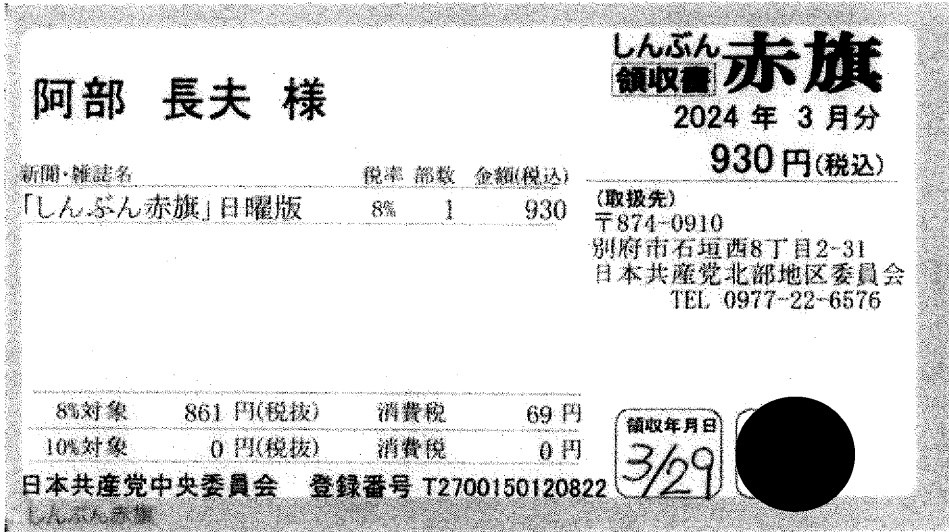 阿部 長夫 様
しんぶん 赤旗
領収書
2024 年 3 月分
930 円(税込)
新聞・雑誌名 税率 部数 金額(税込)
「しんぶん赤旗」日曜版 8% 1 930
(取扱先)
〒874-0910
別府市石垣西8丁目2-31
日本共産党北部地区委員会
TEL 0977-22-6576
8%対象 861 円(税抜) 消費税 69 円
10%対象 0 円(税抜) 消費税 0 円
領収年月日
3/29
日本共産党中央委員会 登録番号 T2700150120822
しんぶん赤旗